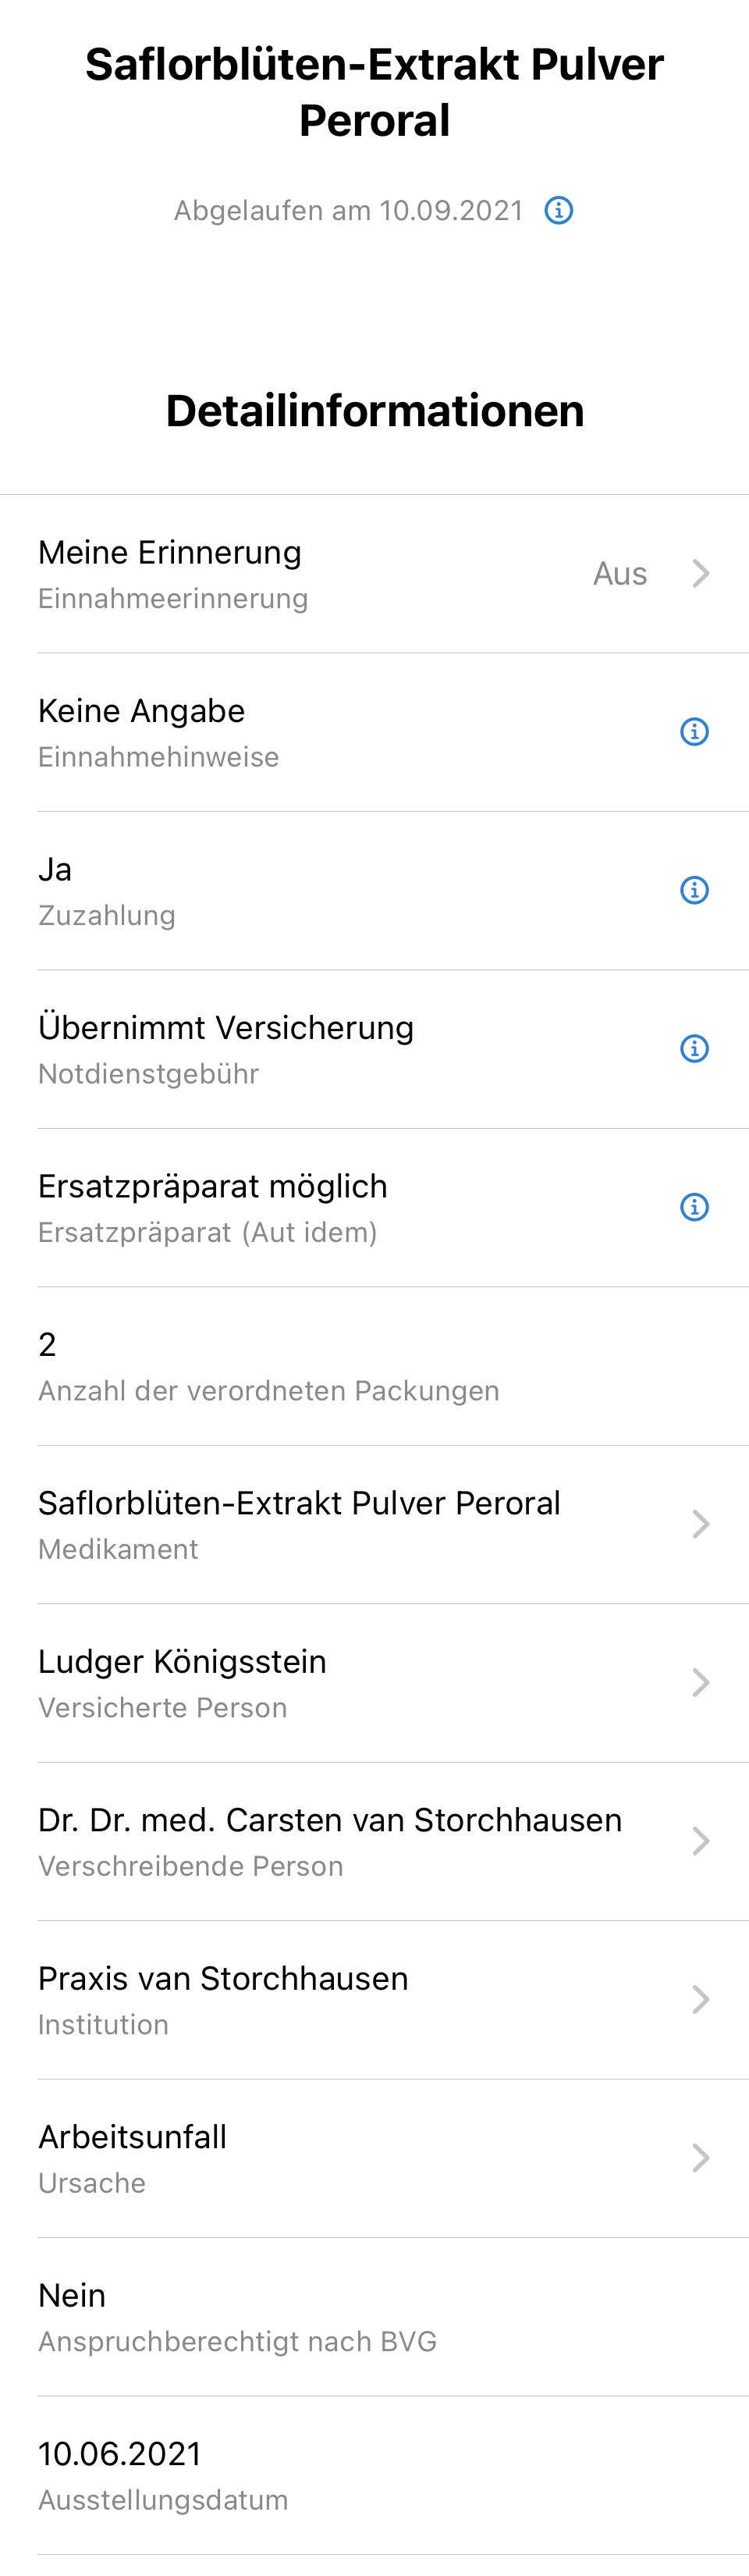 Saflorblüten-Extrakt Pulver
Peroral
Abgelaufen am 10.09.2021
Detailinformationen
Meine Erinnerung
Einnahmeerinnerung
Aus
Keine Angabe
Einnahmehinweise
Ja
Zuzahlung
Übernimmt Versicherung
Notdienstgebühr
Ersatzpräparat möglich
Ersatzpräparat (Aut idem)
2
Anzahl der verordneten Packungen
Saflorblüten-Extrakt Pulver Peroral
Medikament
Ludger Königsstein
Versicherte Person
Dr. Dr. med. Carsten van Storchhausen
Verschreibende Person
Praxis van Storchhausen
Institution
Arbeitsunfall
Ursache
Nein
Anspruchberechtigt nach BVG
10.06.2021
Ausstellungsdatum